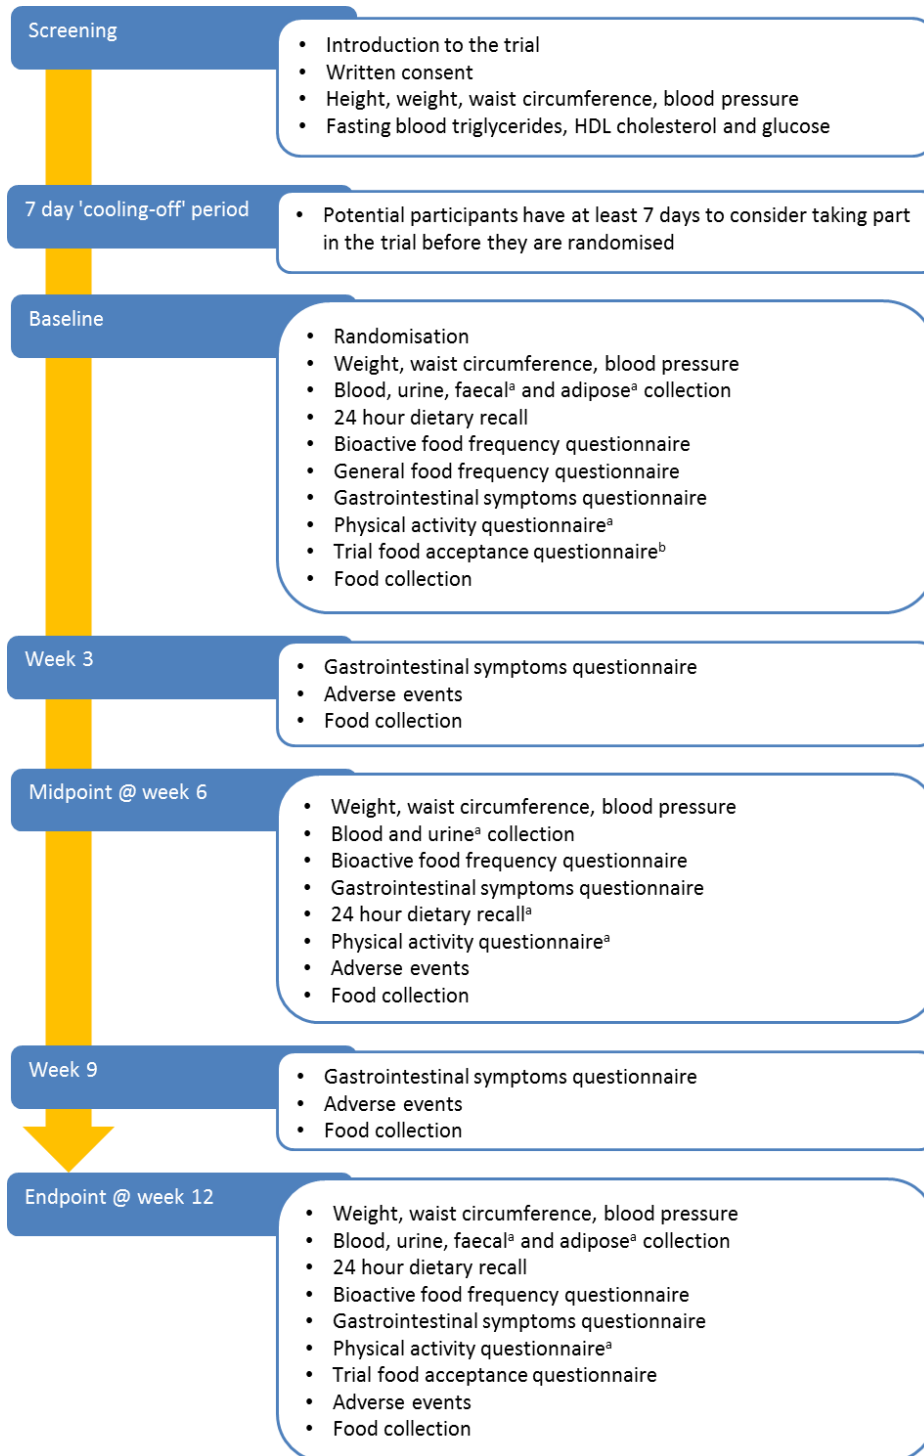 Screening
• Introduction to the trial
• Written consent
• Height, weight, waist circumference, blood pressure
• Fasting blood triglycerides, HDL cholesterol and glucose
7 day 'cooling-off' period
• Potential participants have at least 7 days to consider taking part
in the trial before they are randomised
Baseline
• Randomisation
• Weight, waist circumference, blood pressure
• Blood, urine, faecalᵃ and adiposeᵃ collection
• 24 hour dietary recall
• Bioactive food frequency questionnaire
• General food frequency questionnaire
• Gastrointestinal symptoms questionnaire
• Physical activity questionnaireᵃ
• Trial food acceptance questionnaireᵇ
• Food collection
Week 3
• Gastrointestinal symptoms questionnaire
• Adverse events
• Food collection
Midpoint @ week 6
• Weight, waist circumference, blood pressure
• Blood and urineᵃ collection
• Bioactive food frequency questionnaire
• Gastrointestinal symptoms questionnaire
• 24 hour dietary recallᵃ
• Physical activity questionnaireᵃ
• Adverse events
• Food collection
Week 9
• Gastrointestinal symptoms questionnaire
• Adverse events
• Food collection
Endpoint @ week 12
• Weight, waist circumference, blood pressure
• Blood, urine, faecalᵃ and adiposeᵃ collection
• 24 hour dietary recall
• Bioactive food frequency questionnaire
• Gastrointestinal symptoms questionnaire
• Physical activity questionnaireᵃ
• Trial food acceptance questionnaire
• Adverse events
• Food collection